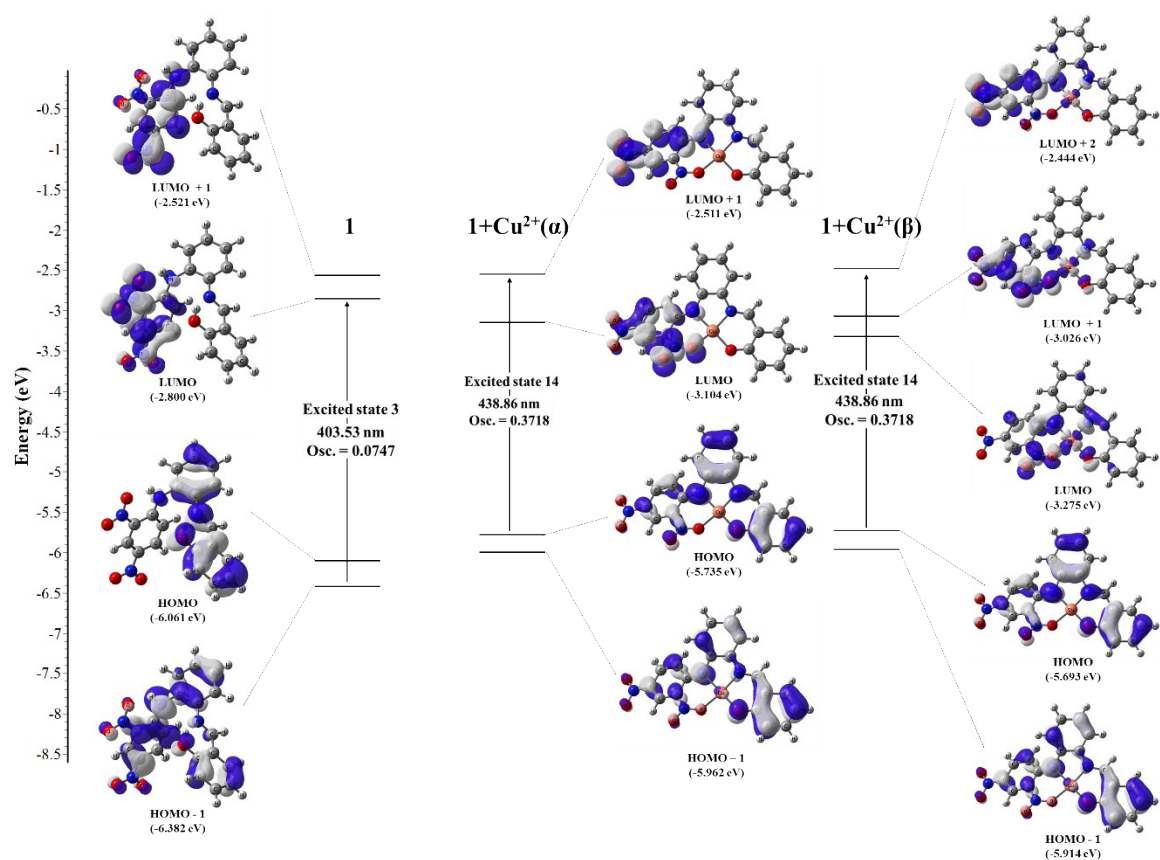 Energy (eV)
-0.5
-1
-1.5
-2
-2.5
-3
-3.5
-4
-4.5
-5
-5.5
-6
-6.5
-7
-7.5
-8
-8.5
LUMO + 1
(-2.521 eV)
LUMO
(-2.800 eV)
HOMO
(-6.061 eV)
HOMO - 1
(-6.382 eV)
1
Excited state 3
403.53 nm
Osc. = 0.0747
1+Cu²⁺(α)
Excited state 14
438.86 nm
Osc. = 0.3718
LUMO + 1
(-2.511 eV)
LUMO
(-3.104 eV)
HOMO
(-5.735 eV)
HOMO – 1
(-5.962 eV)
1+Cu²⁺(β)
Excited state 14
438.86 nm
Osc. = 0.3718
LUMO + 2
(-2.444 eV)
LUMO + 1
(-3.026 eV)
LUMO
(-3.275 eV)
HOMO
(-5.693 eV)
HOMO - 1
(-5.914 eV)